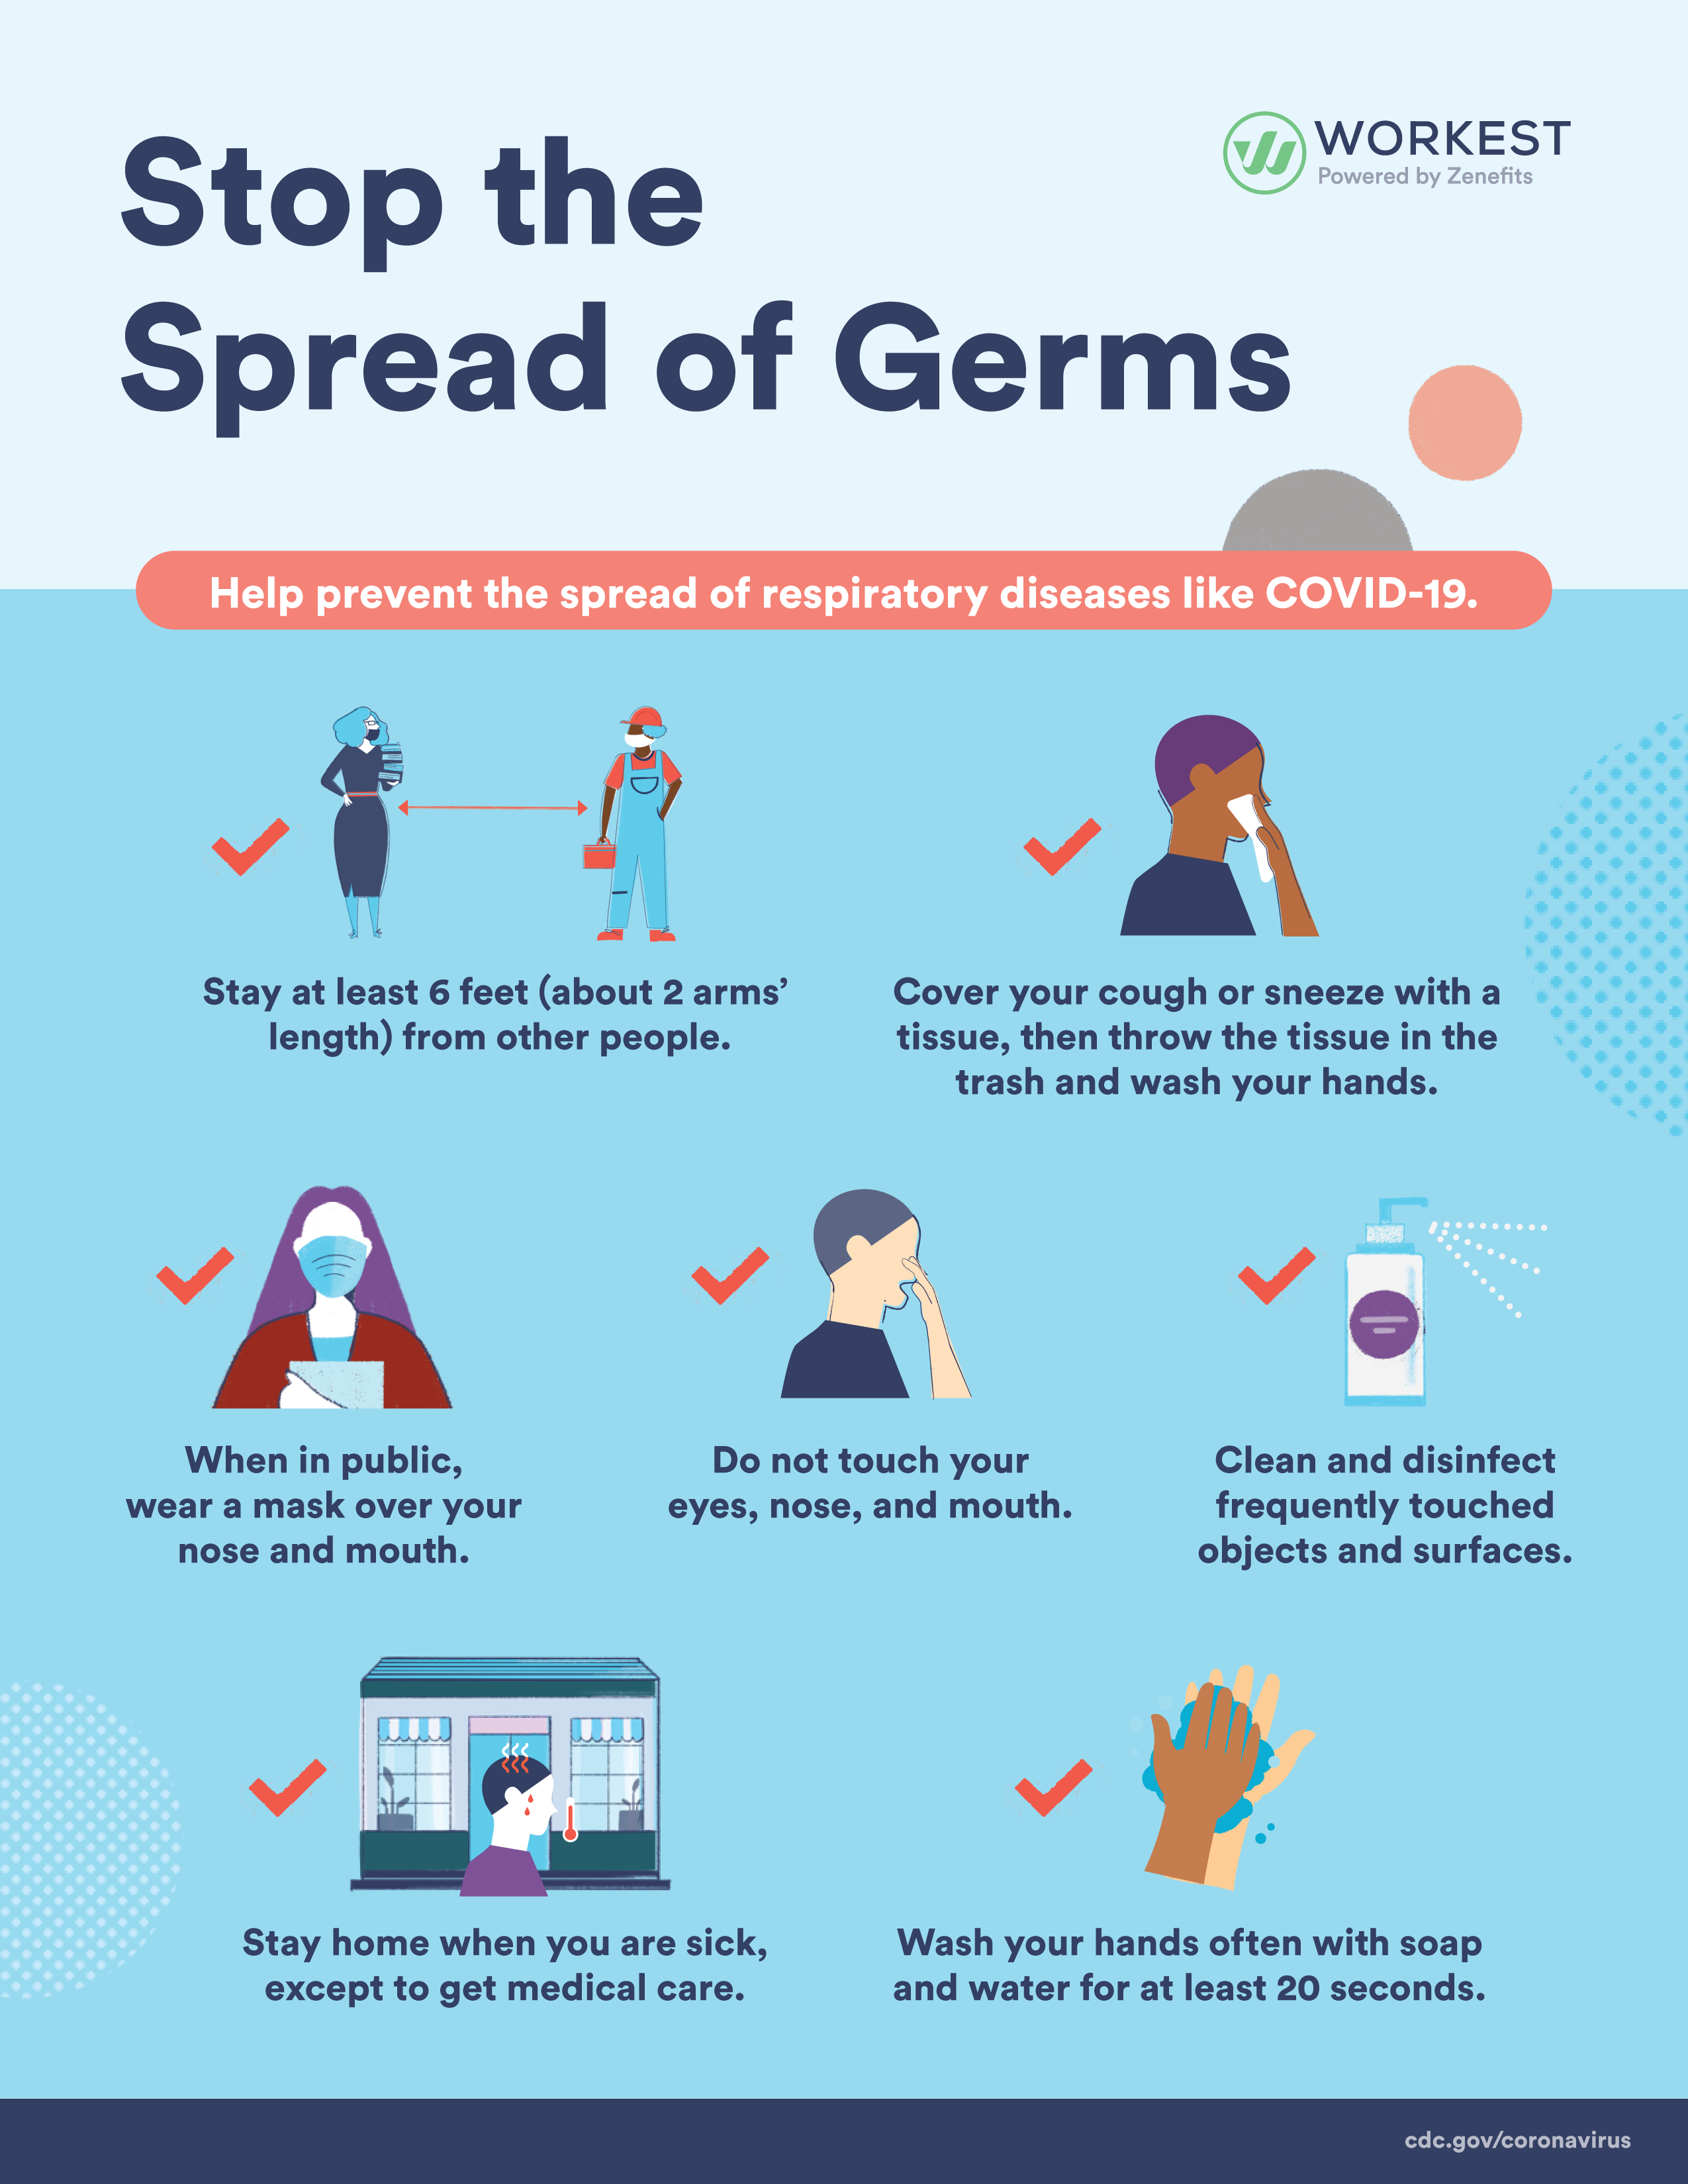 Stop the
Spread of Germs
WORKEST
Powered by Zenefits
Help prevent the spread of respiratory diseases like COVID-19.
Stay at least 6 feet (about 2 arms’
length) from other people.
Cover your cough or sneeze with a
tissue, then throw the tissue in the
trash and wash your hands.
When in public,
wear a mask over your
nose and mouth.
Do not touch your
eyes, nose, and mouth.
Clean and disinfect
frequently touched
objects and surfaces.
Stay home when you are sick,
except to get medical care.
Wash your hands often with soap
and water for at least 20 seconds.
cdc.gov/coronavirus